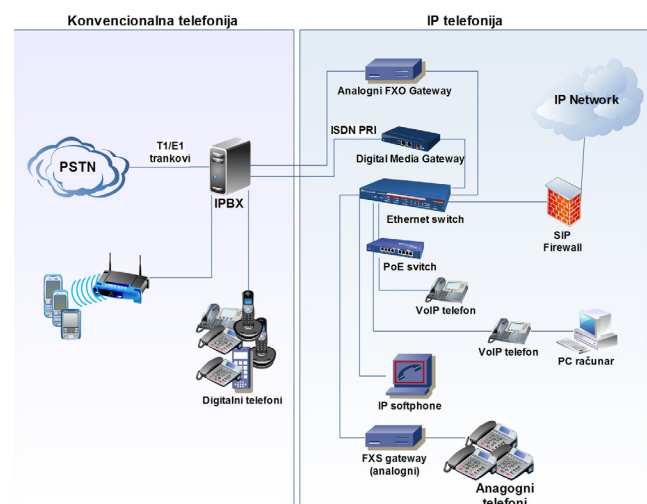 Konvencionalna telefonija
IP telefonija
Analogni FXO Gateway
IP Network
T1/E1
trankovi
ISDN PRI
PSTN
Digital Media Gateway
IPBX
Ethernet switch
SIP
Firewall
PoE svitch
VoIP telefon
VoIP telefon
PC računar
Digitalni telefoni
IP softphone
FXS gateway
(analogni)
Anagogni
telefoni